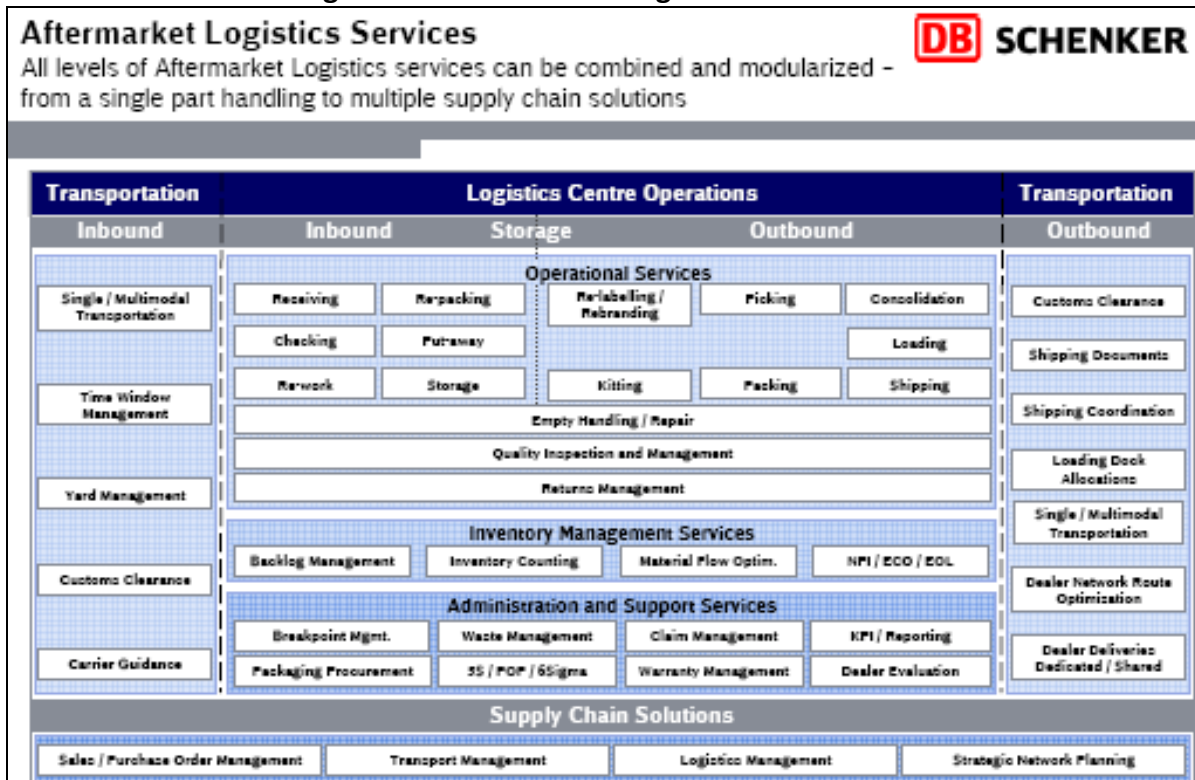 Aftermarket Logistics Services
DB SCHENKER
All levels of Aftermarket Logistics services can be combined and modularized –
from a single part handling to multiple supply chain solutions
Transportation
Logistics Centre Operations
Transportation
Inbound
Inbound
Storage
Outbound
Outbound
Single / Multimodal
Transportation
Time Window
Management
Yard Management
Customs Clearance
Carrier Guidance
Operational Services
Receiving
Re-packing
Re-labelling /
Rebranding
Picking
Consolidation
Checking
Put-away
Loading
Re-work
Storage
Kitting
Packing
Shipping
Empty Handling / Repair
Quality Inspection and Management
Returns Management
Inventory Management Services
Backlog Management
Inventory Counting
Material Flow Optim.
NPI / ECO / EOL
Administration and Support Services
Breakpoint Mgmt.
Waste Management
Claim Management
KPI / Reporting
Packaging Procurement
5S / POP / 6Sigma
Warranty Management
Dealer Evaluation
Customs Clearance
Shipping Documents
Shipping Coordination
Loading Dock
Allocations
Single / Multimodal
Transportation
Dealer Network Route
Optimization
Dealer Deliveries
Dedicated / Shared
Supply Chain Solutions
Sales / Purchase Order Management
Transport Management
Logistics Management
Strategic Network Planning